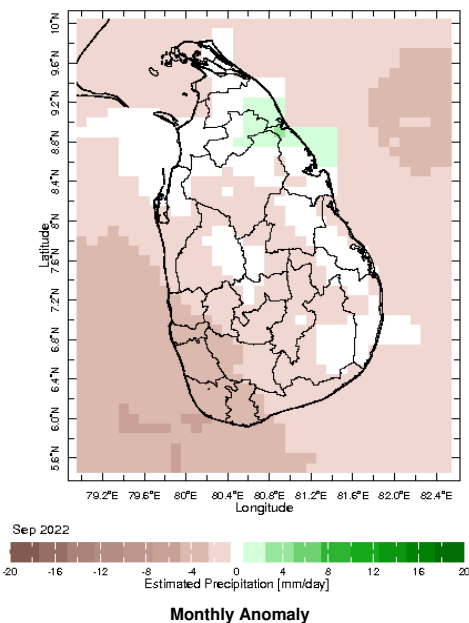 10°N
9.6°N
9.2°N
8.8°N
8.4°N
8°N
7.6°N
7.2°N
6.8°N
6.4°N
6.0°N
5.6°N
Latitude
79.2°E 79.6°E 80°E 80.4°E 80.8°E 81.2°E 81.6°E 82.0°E 82.4°E
Longitude
Sep 2022
-20 -16 -12 -8 -4 0 4 8 12 16 20
Estimated Precipitation [mm/day]
Monthly Anomaly